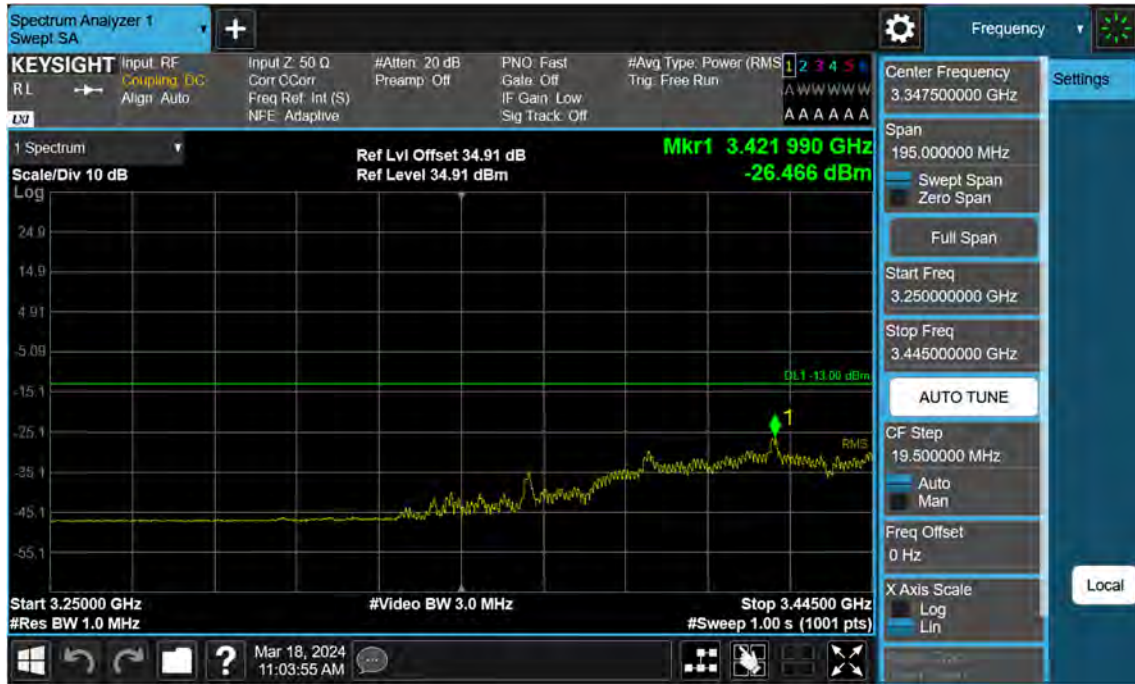 Spectrum Analyzer 1
Swept SA
+
Frequency
KEYSIGHT
RL
LXI
Input: RF
Coupling: DC
Align: Auto
Input Z: 50 Ω
Corr CCorr
Freq Ref: Int (S)
NFE: Adaptive
#Atten: 20 dB
Preamp: Off
PNO: Fast
Gate: Off
IF Gain: Low
Sig Track: Off
#Avg Type: Power (RMS
Trig: Free Run
1 2 3 4 5 6
A W W W W W
A A A A A A
1 Spectrum
Scale/Div 10 dB
Ref Lvl Offset 34.91 dB
Ref Level 34.91 dBm
Mkr1 3.421 990 GHz
-26.466 dBm
Log
24.9
14.9
4.91
-5.09
-15.1
-25.1
-35.1
-45.1
-55.1
DL1 -13.00 dBm
1
RMS
Start 3.25000 GHz
#Res BW 1.0 MHz
#Video BW 3.0 MHz
Stop 3.44500 GHz
#Sweep 1.00 s (1001 pts)
Mar 18, 2024
11:03:55 AM
?
Center Frequency
3.347500000 GHz
Span
195.000000 MHz
Swept Span
Zero Span
Full Span
Start Freq
3.250000000 GHz
Stop Freq
3.445000000 GHz
AUTO TUNE
CF Step
19.500000 MHz
Auto
Man
Freq Offset
0 Hz
X Axis Scale
Log
Lin
Settings
Local